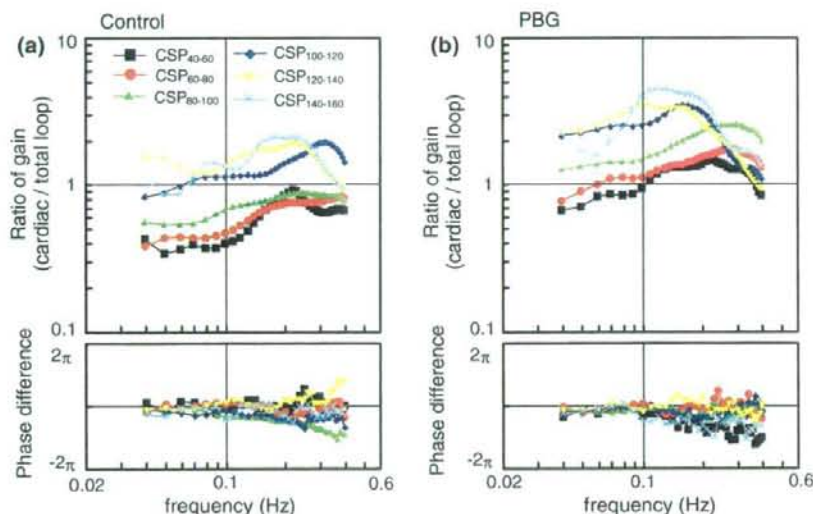 Control
(a)
10
CSP40-60
CSP60-80
CSP80-100
CSP100-120
CSP120-140
CSP140-160
Ratio of gain
(cardiac / total loop)
1
0.1
2π
Phase difference
-2π
0.02
0.1
0.6
frequency (Hz)
PBG
(b)
10
Ratio of gain
(cardiac / total loop)
1
0.1
2π
Phase difference
-2π
0.02
0.1
0.6
frequency (Hz)